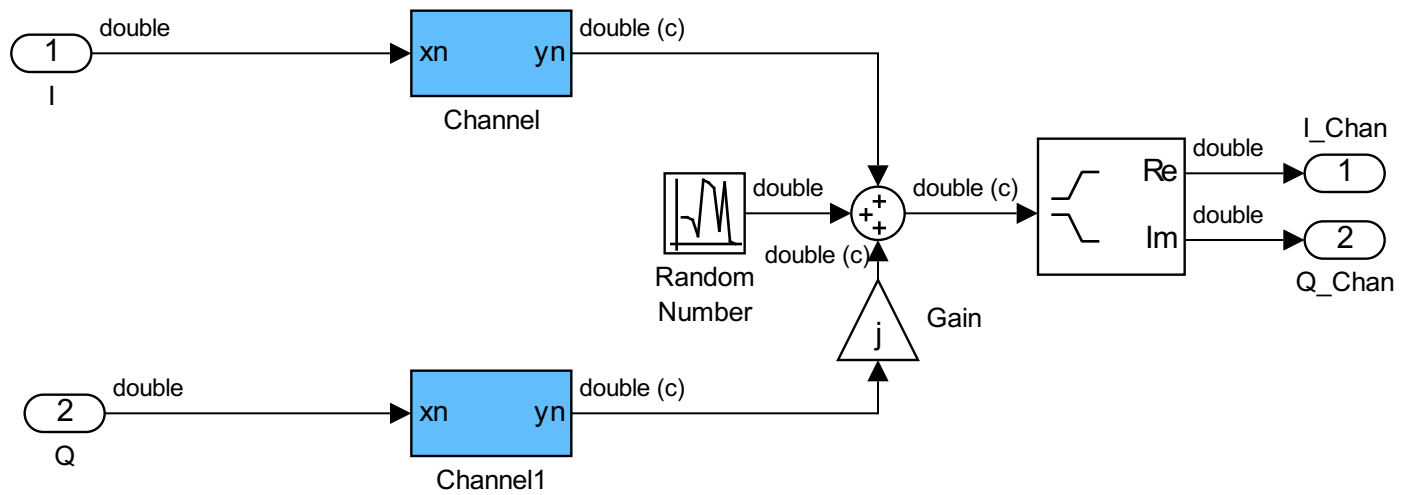 double
1
I
xn
yn
Channel
double (c)
double
Random
Number
+
+
+
double (c)
double (c)
j
Gain
Re
Im
double
double
I_Chan
1
2
Q_Chan
double
2
Q
xn
yn
Channel1
double (c)